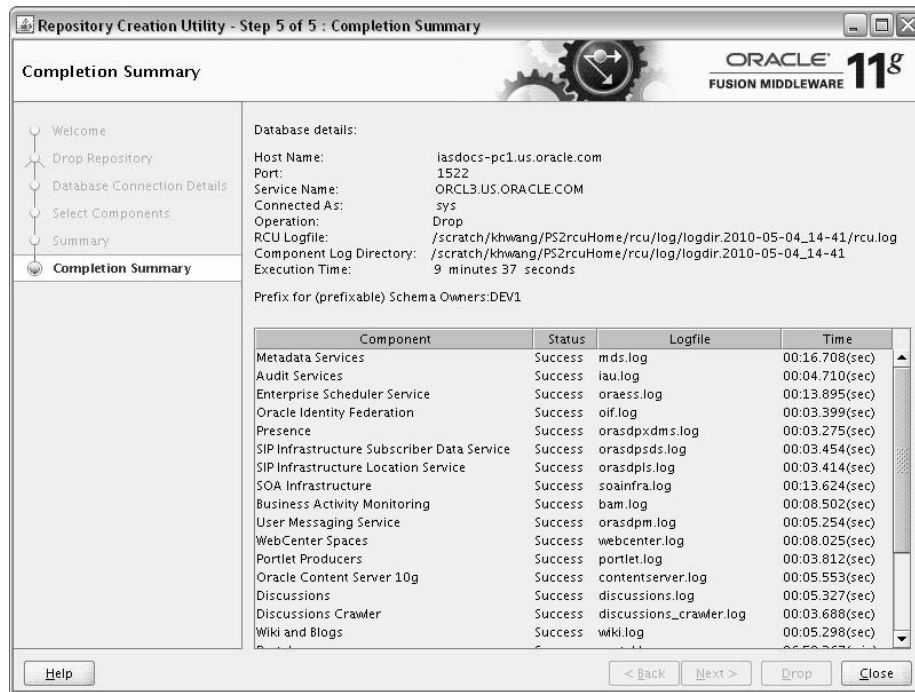 Repository Creation Utility - Step 5 of 5 : Completion Summary
Completion Summary
ORACLE 11g
FUSION MIDDLEWARE
Welcome
Drop Repository
Database Connection Details
Select Components
Summary
Completion Summary
Database details:
Host Name: iasdocs-pc1.us.oracle.com
Port: 1522
Service Name: ORCL3.US.ORACLE.COM
Connected As: sys
Operation: Drop
RCU Logfile: /scratch/khwang/PS2rcuHome/rcu/log/logdir.2010-05-04_14-41/rcu.log
Component Log Directory: /scratch/khwang/PS2rcuHome/rcu/log/logdir.2010-05-04_14-41
Execution Time: 9 minutes 37 seconds
Prefix for (prefixable) Schema Owners:DEV1
Component Status Logfile Time
Metadata Services Success mds.log 00:16.708(sec)
Audit Services Success iau.log 00:04.710(sec)
Enterprise Scheduler Service Success oraess.log 00:13.895(sec)
Oracle Identity Federation Success oif.log 00:03.399(sec)
Presence Success orasdpxdms.log 00:03.275(sec)
SIP Infrastructure Subscriber Data Service Success orasdpsds.log 00:03.454(sec)
SIP Infrastructure Location Service Success orasdpls.log 00:03.414(sec)
SOA Infrastructure Success soainfra.log 00:13.624(sec)
Business Activity Monitoring Success bam.log 00:08.502(sec)
User Messaging Service Success orasdpm.log 00:05.254(sec)
WebCenter Spaces Success webcenter.log 00:08.025(sec)
Portlet Producers Success portlet.log 00:03.812(sec)
Oracle Content Server 10g Success contentserver.log 00:05.553(sec)
Discussions Success discussions.log 00:05.327(sec)
Discussions Crawler Success discussions_crawler.log 00:03.688(sec)
Wiki and Blogs Success wiki.log 00:05.298(sec)
Help < Back Next > Drop Close